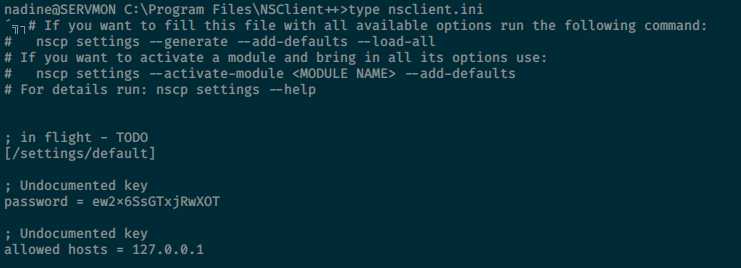 nadine@SERVMON C:\Program Files\NSClient++>type nsclient.ini
´╗┐# If you want to fill this file with all available options run the following command:
#   nscp settings --generate --add-defaults --load-all
# If you want to activate a module and bring in all its options use:
#   nscp settings --activate-module <MODULE NAME> --add-defaults
# For details run: nscp settings --help
; in flight - TODO
[/settings/default]
; Undocumented key
password = ew2x6SsGTxjRwXOT
; Undocumented key
allowed hosts = 127.0.0.1